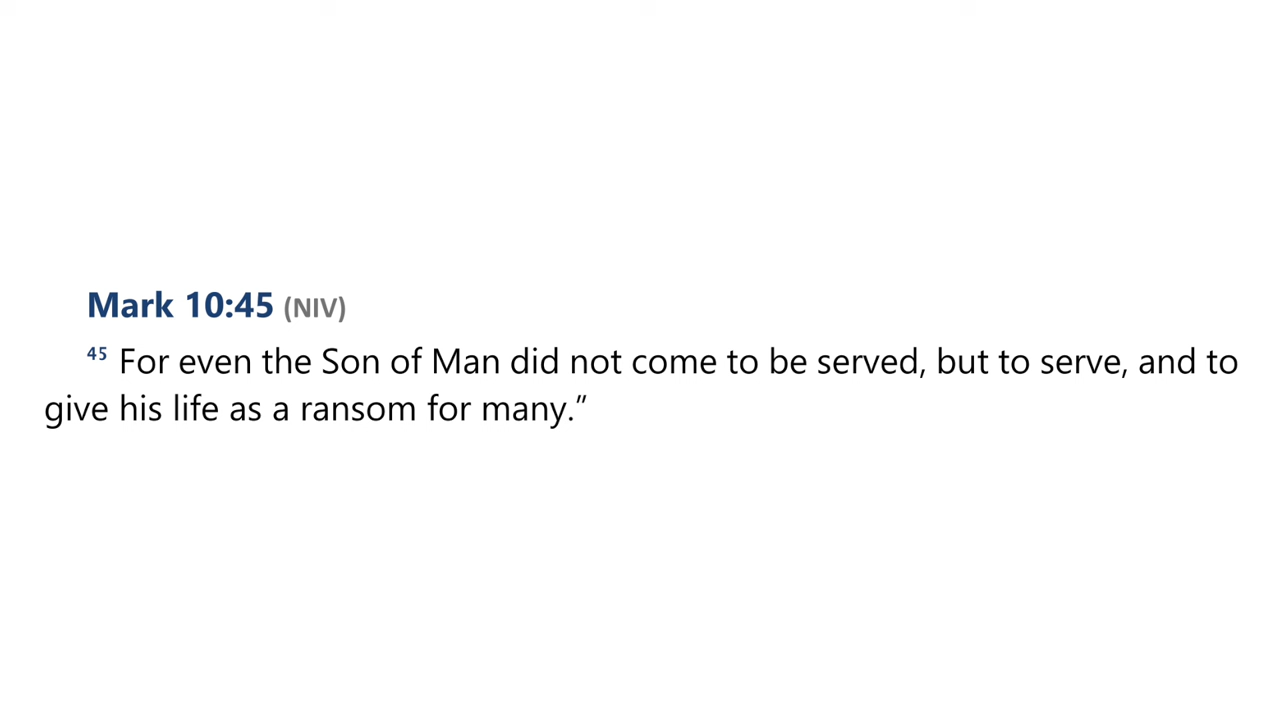 Mark 10:45 (NIV)
45 For even the Son of Man did not come to be served, but to serve, and to
give his life as a ransom for many.”